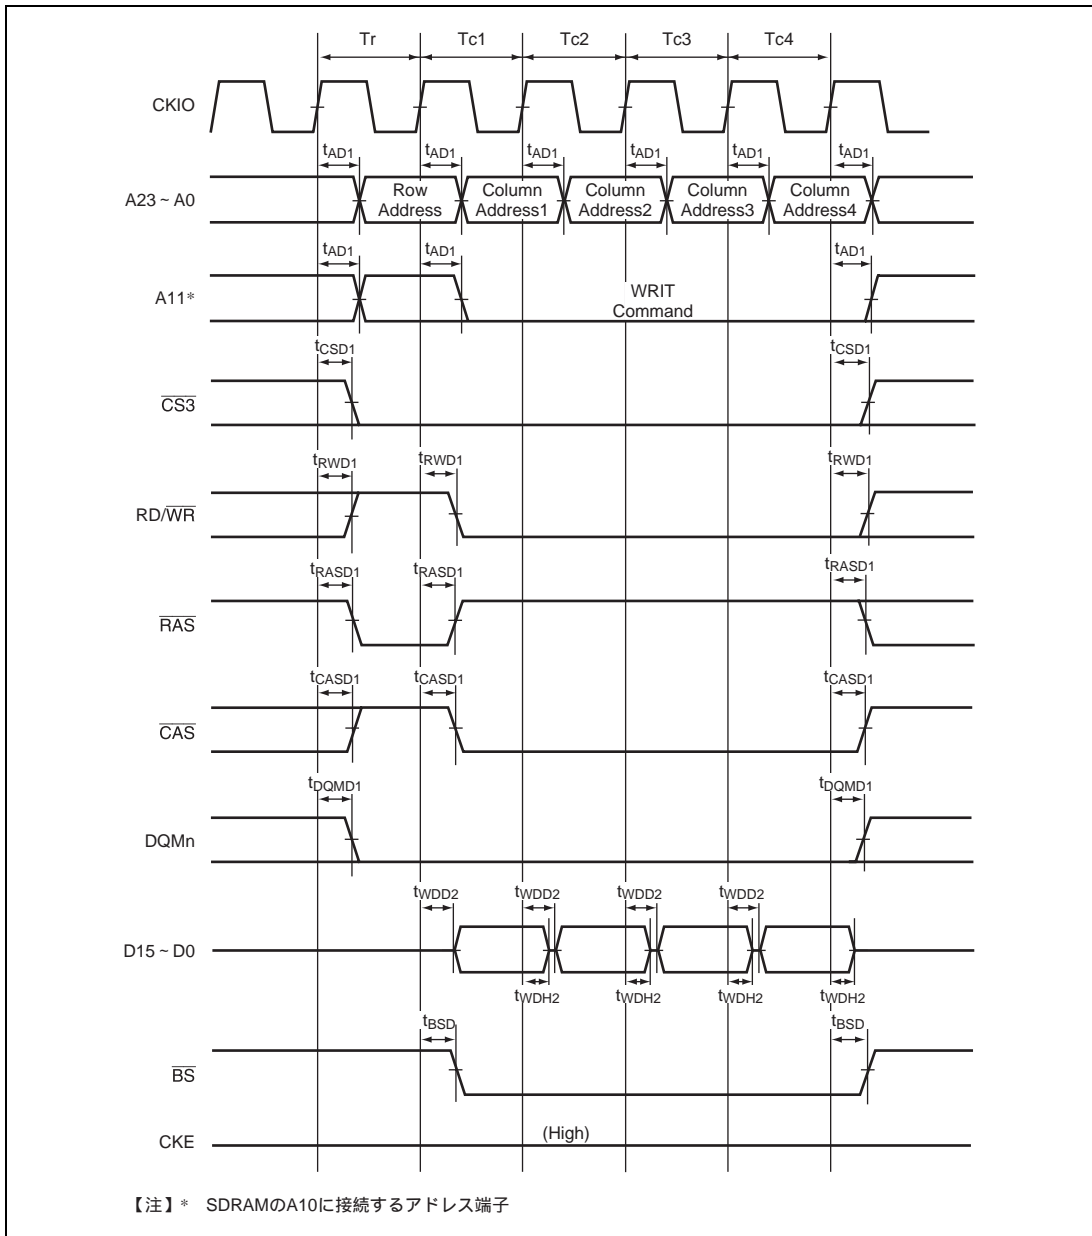 Tr Tc1 Tc2 Tc3 Tc4
CKIO
tAD1 tAD1 tAD1 tAD1 tAD1 tAD1
A23 ~ A0
Row Address
Column Address1
Column Address2
Column Address3
Column Address4
tAD1 tAD1 tAD1
A11*
WRIT
Command
tCSD1 tCSD1
CS3
tRWD1 tRWD1 tRWD1
RD/WR
tRASD1 tRASD1 tRASD1
RAS
tCASD1 tCASD1 tCASD1
CAS
tDQMD1 tDQMD1
DQMn
tWDD2 tWDD2 tWDD2 tWDD2
D15 ~ D0
tWDH2 tWDH2 tWDH2 tWDH2
tBSD tBSD
BS
(High)
CKE
【注】* SDRAMのA10に接続するアドレス端子